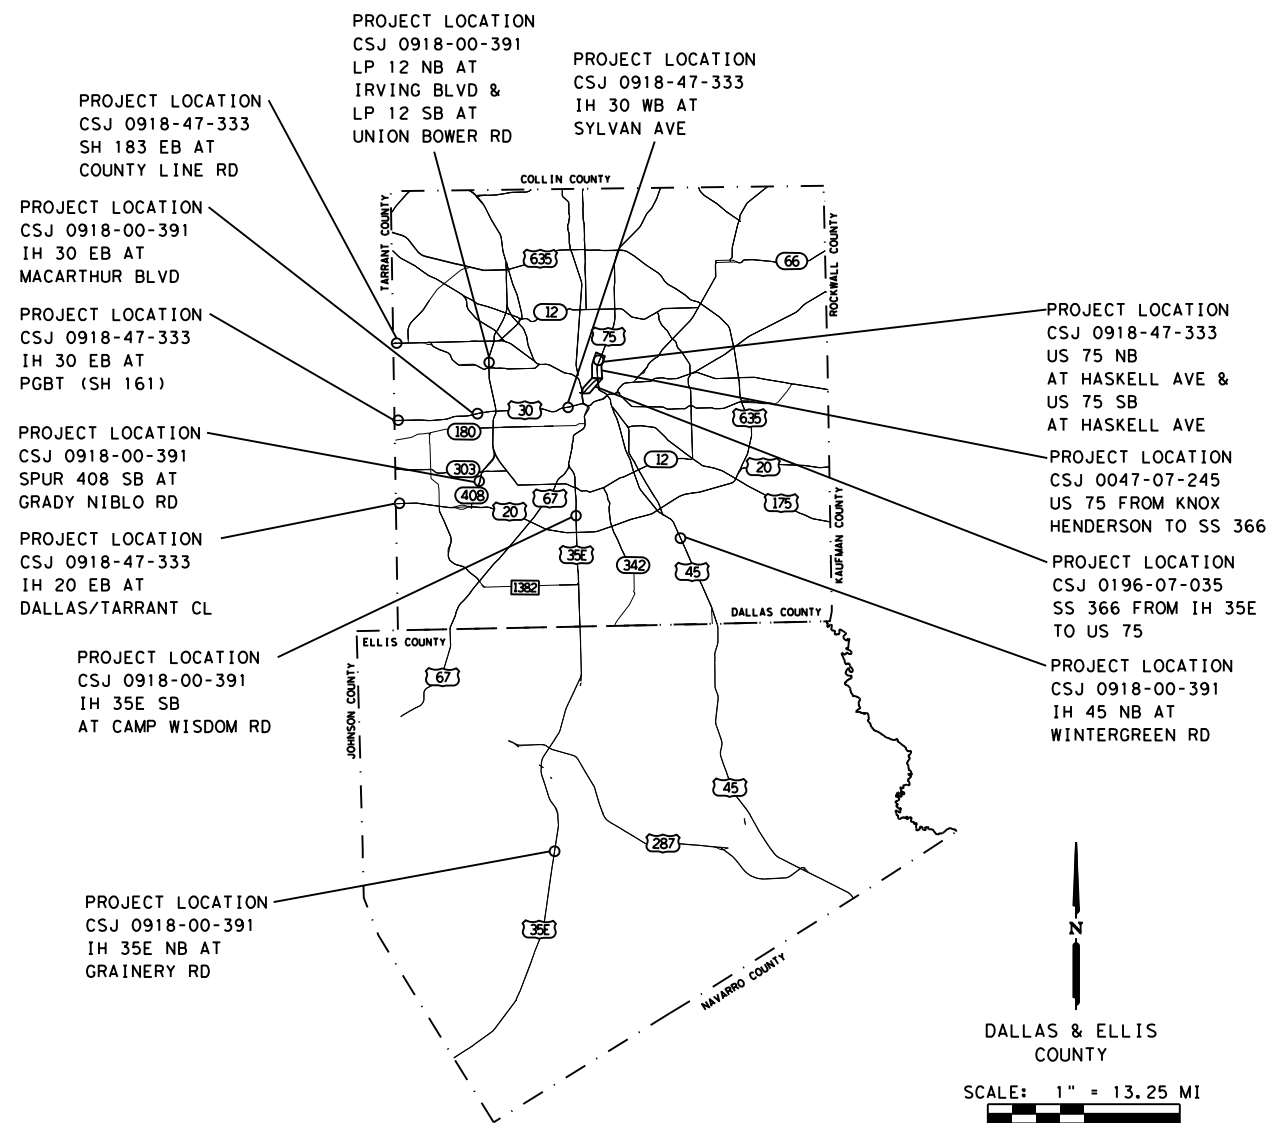 PROJECT LOCATION
CSJ 0918-00-391
LP 12 NB AT
IRVING BLVD &
LP 12 SB AT
UNION BOWER RD
PROJECT LOCATION
CSJ 0918-47-333
IH 30 WB AT
SYLVAN AVE
PROJECT LOCATION
CSJ 0918-47-333
SH 183 EB AT
COUNTY LINE RD
PROJECT LOCATION
CSJ 0918-00-391
IH 30 EB AT
MACARTHUR BLVD
PROJECT LOCATION
CSJ 0918-47-333
IH 30 EB AT
PGBT (SH 161)
PROJECT LOCATION
CSJ 0918-00-391
SPUR 408 SB AT
GRADY NIBLO RD
PROJECT LOCATION
CSJ 0918-47-333
IH 20 EB AT
DALLAS/TARRANT CL
PROJECT LOCATION
CSJ 0918-00-391
IH 35E SB
AT CAMP WISDOM RD
PROJECT LOCATION
CSJ 0918-00-391
IH 35E NB AT
GRAINERY RD
COLLIN COUNTY
TARRANT COUNTY
ROCKWALL COUNTY
635
66
12
75
30
180
635
303
12
20
408
67
175
20
35E
342
45
1382
KAUFMAN COUNTY
DALLAS COUNTY
ELLIS COUNTY
JOHNSON COUNTY
67
45
287
35E
NAVARRO COUNTY
PROJECT LOCATION
CSJ 0918-47-333
US 75 NB
AT HASKELL AVE &
US 75 SB
AT HASKELL AVE
PROJECT LOCATION
CSJ 0047-07-245
US 75 FROM KNOX
HENDERSON TO SS 366
PROJECT LOCATION
CSJ 0196-07-035
SS 366 FROM IH 35E
TO US 75
PROJECT LOCATION
CSJ 0918-00-391
IH 45 NB AT
WINTERGREEN RD
N
DALLAS & ELLIS
COUNTY
SCALE: 1" = 13.25 MI